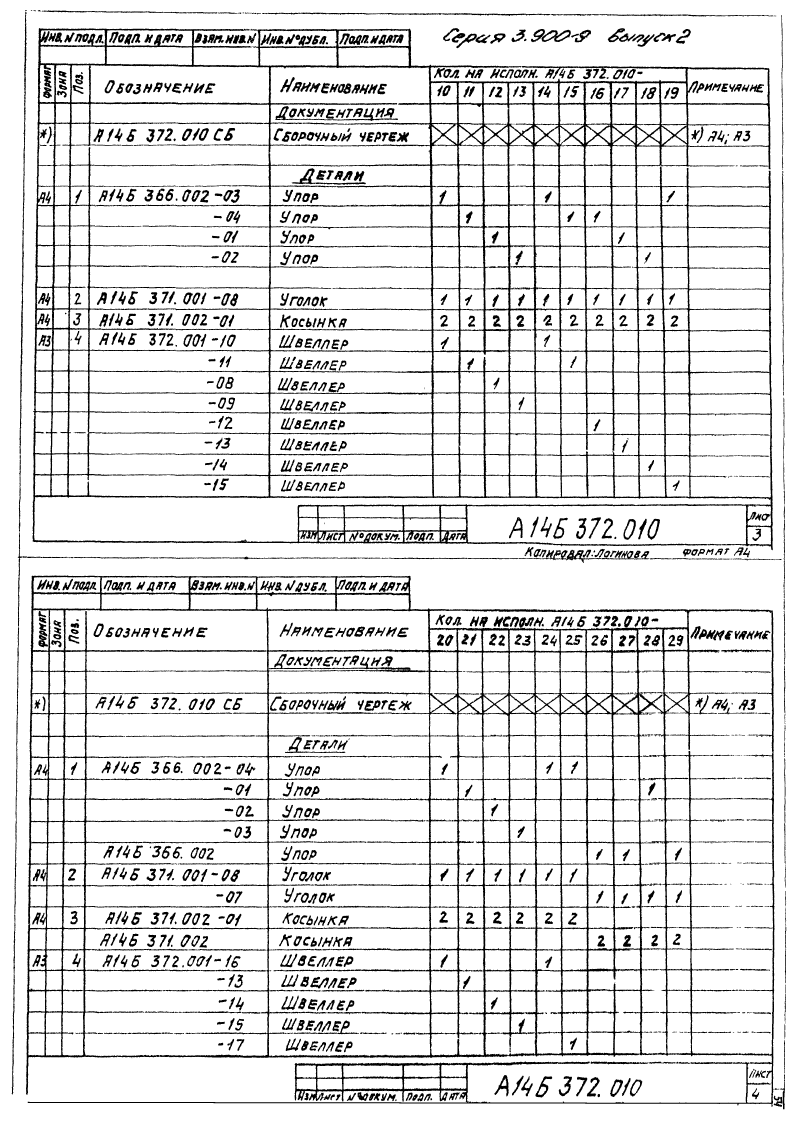 Серия 3.900-9 Выпуск 2
Инв. N подл. Подп. и дата Взам. инв. N Инв. N° дубл. Подп. и дата
Формат Зона Поз. Обозначение Наименование Кол. на исполн. А14Б 372.010- Примечание
10 11 12 13 14 15 16 17 18 19
Документация
*) А14Б 372.010 СБ Сборочный чертеж *) А4; А3
Детали
А4 1 А14Б 366.002-03 Упор 1 1 1
-04 Упор 1 1 1
-01 Упор 1 1
-02 Упор 1 1
А4 2 А14Б 371.001-08 Уголок 1 1 1 1 1 1 1 1 1 1
А4 3 А14Б 371.002-01 Косынка 2 2 2 2 2 2 2 2 2 2
А3 4 А14Б 372.001-10 Швеллер 1 1
-11 Швеллер 1 1
-08 Швеллер 1
-09 Швеллер 1
-12 Швеллер 1
-13 Швеллер 1
-14 Швеллер 1
-15 Швеллер 1
Изм Лист N° докум. Подп. Дата А14Б 372.010 Лист 3
Копировал: Логинова Формат А4
Инв. N подл. Подп. и дата Взам. инв. N Инв. N дубл. Подп. и дата
Формат Зона Поз. Обозначение Наименование Кол. на исполн. А14Б 372.010- Примечание
20 21 22 23 24 25 26 27 28 29
Документация
*) А14Б 372.010 СБ Сборочный чертеж *) А4; А3
Детали
А4 1 А14Б 366.002-04 Упор 1 1 1
-01 Упор 1 1
-02 Упор 1
-03 Упор 1
А14Б 366.002 Упор 1 1 1
А4 2 А14Б 371.001-08 Уголок 1 1 1 1 1 1
-07 Уголок 1 1 1 1
А4 3 А14Б 371.002-01 Косынка 2 2 2 2 2 2
А14Б 371.002 Косынка 2 2 2 2
А3 4 А14Б 372.001-16 Швеллер 1 1
-13 Швеллер 1
-14 Швеллер 1
-15 Швеллер 1
-17 Швеллер 1
Изм Лист N° докум. Подп. Дата А14Б 372.010 Лист 4
54